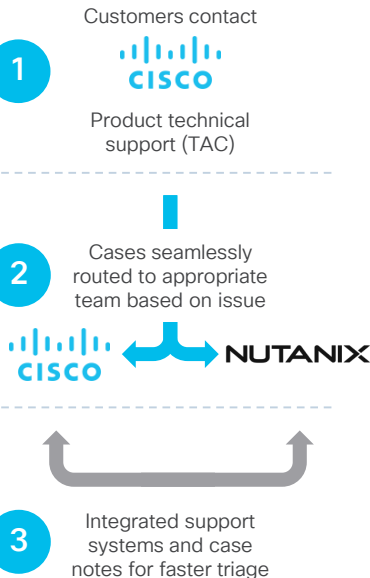 Customers contact
CISCO
1
Product technical
support (TAC)
Cases seamlessly
2
routed to appropriate
team based on issue
CISCO
NUTANIX
Integrated support
3
systems and case
notes for faster triage